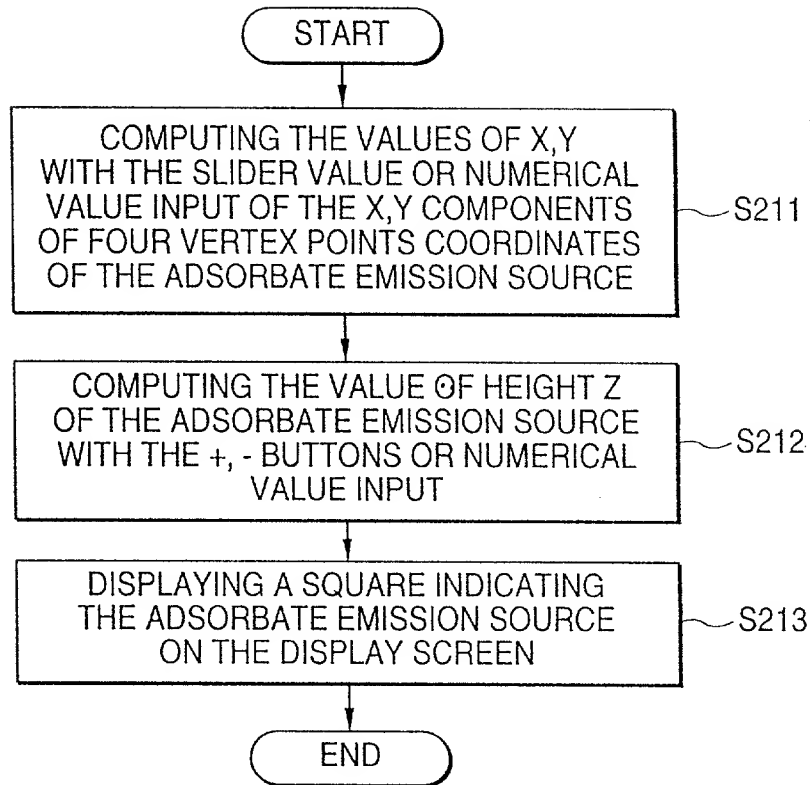 START
COMPUTING THE VALUES OF X,Y
WITH THE SLIDER VALUE OR NUMERICAL
VALUE INPUT OF THE X,Y COMPONENTS
OF FOUR VERTEX POINTS COORDINATES
OF THE ADSORBATE EMISSION SOURCE
S211
COMPUTING THE VALUE OF HEIGHT Z
OF THE ADSORBATE EMISSION SOURCE
WITH THE +, - BUTTONS OR NUMERICAL
VALUE INPUT
S212
DISPLAYING A SQUARE INDICATING
THE ADSORBATE EMISSION SOURCE
ON THE DISPLAY SCREEN
S213
END